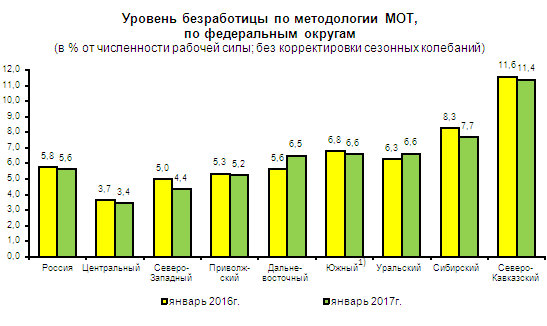 Уровень безработицы по методологии МОТ,
по федеральным округам
(в % от численности рабочей силы; без корректировки сезонных колебаний)
12,0
11,0
10,0
9,0
8,0
7,0
6,0
5,0
4,0
3,0
2,0
1,0
0,0
5,8 5,6
3,7 3,4
5,0 4,4
5,3 5,2
5,6 6,5
6,8 6,6
6,3 6,6
8,3 7,7
11,6 11,4
Россия
Центральный
Северо-
Западный
Приволж-
ский
Дальне-
восточный
Южный1)
Уральский
Сибирский
Северо-
Кавказский
январь 2016г.
январь 2017г.